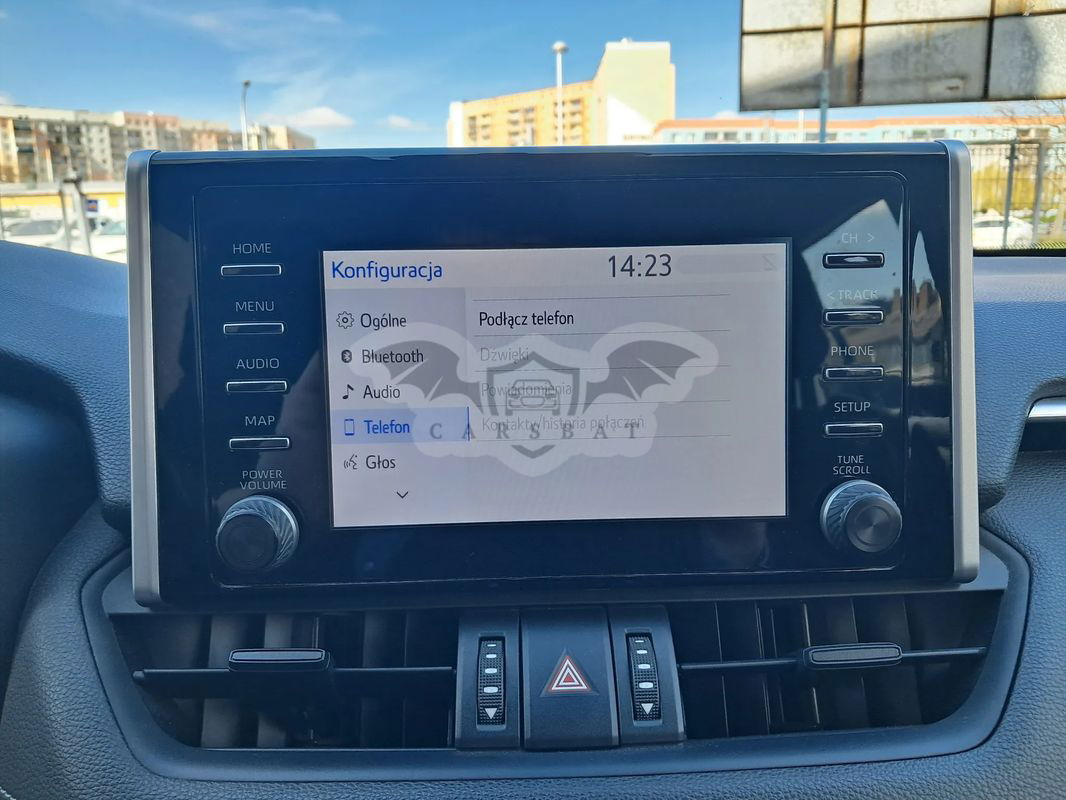 HOME
MENU
AUDIO
MAP
POWER
VOLUME
Konfiguracja
14:23
Ogólne
Bluetooth
Audio
Telefon
Głos
Podłącz telefon
Dźwięki
Powiadomienia
Kontakty/historia połączeń
CARSBAT
CH >
< TRACK
PHONE
SETUP
TUNE
SCROLL